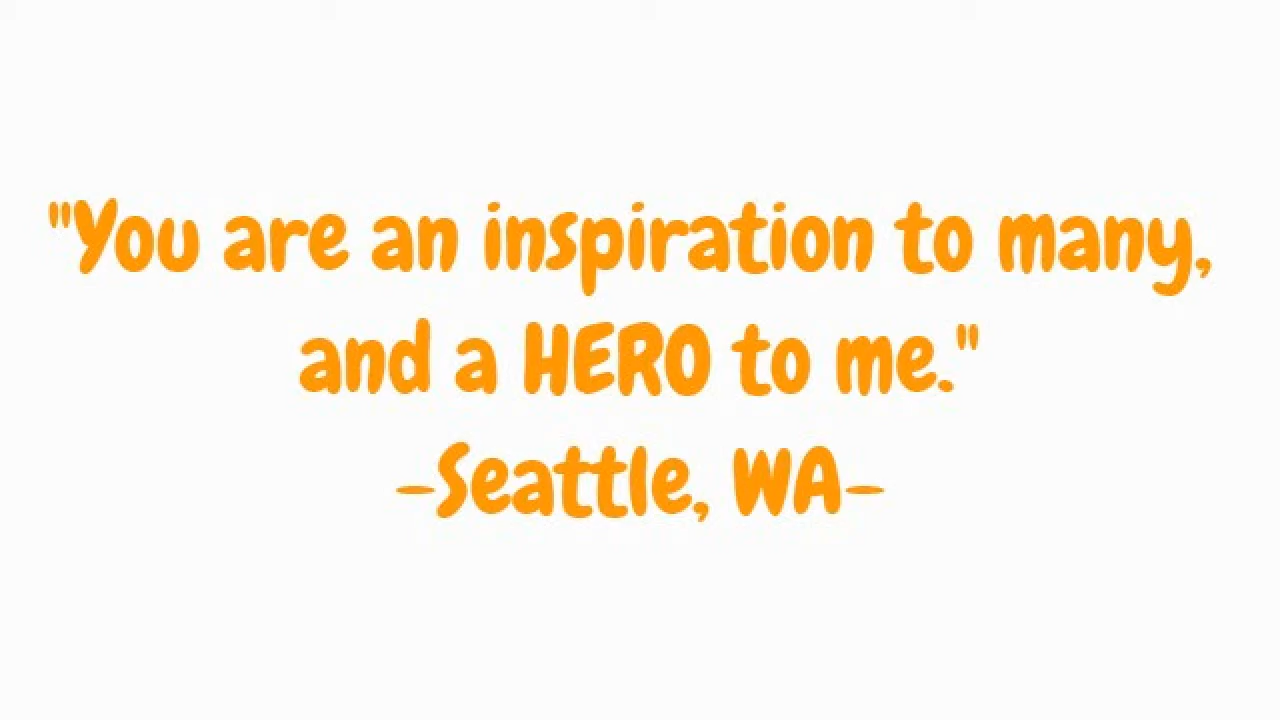 "You are an inspiration to many,
and a HERO to me."
-Seattle, WA-